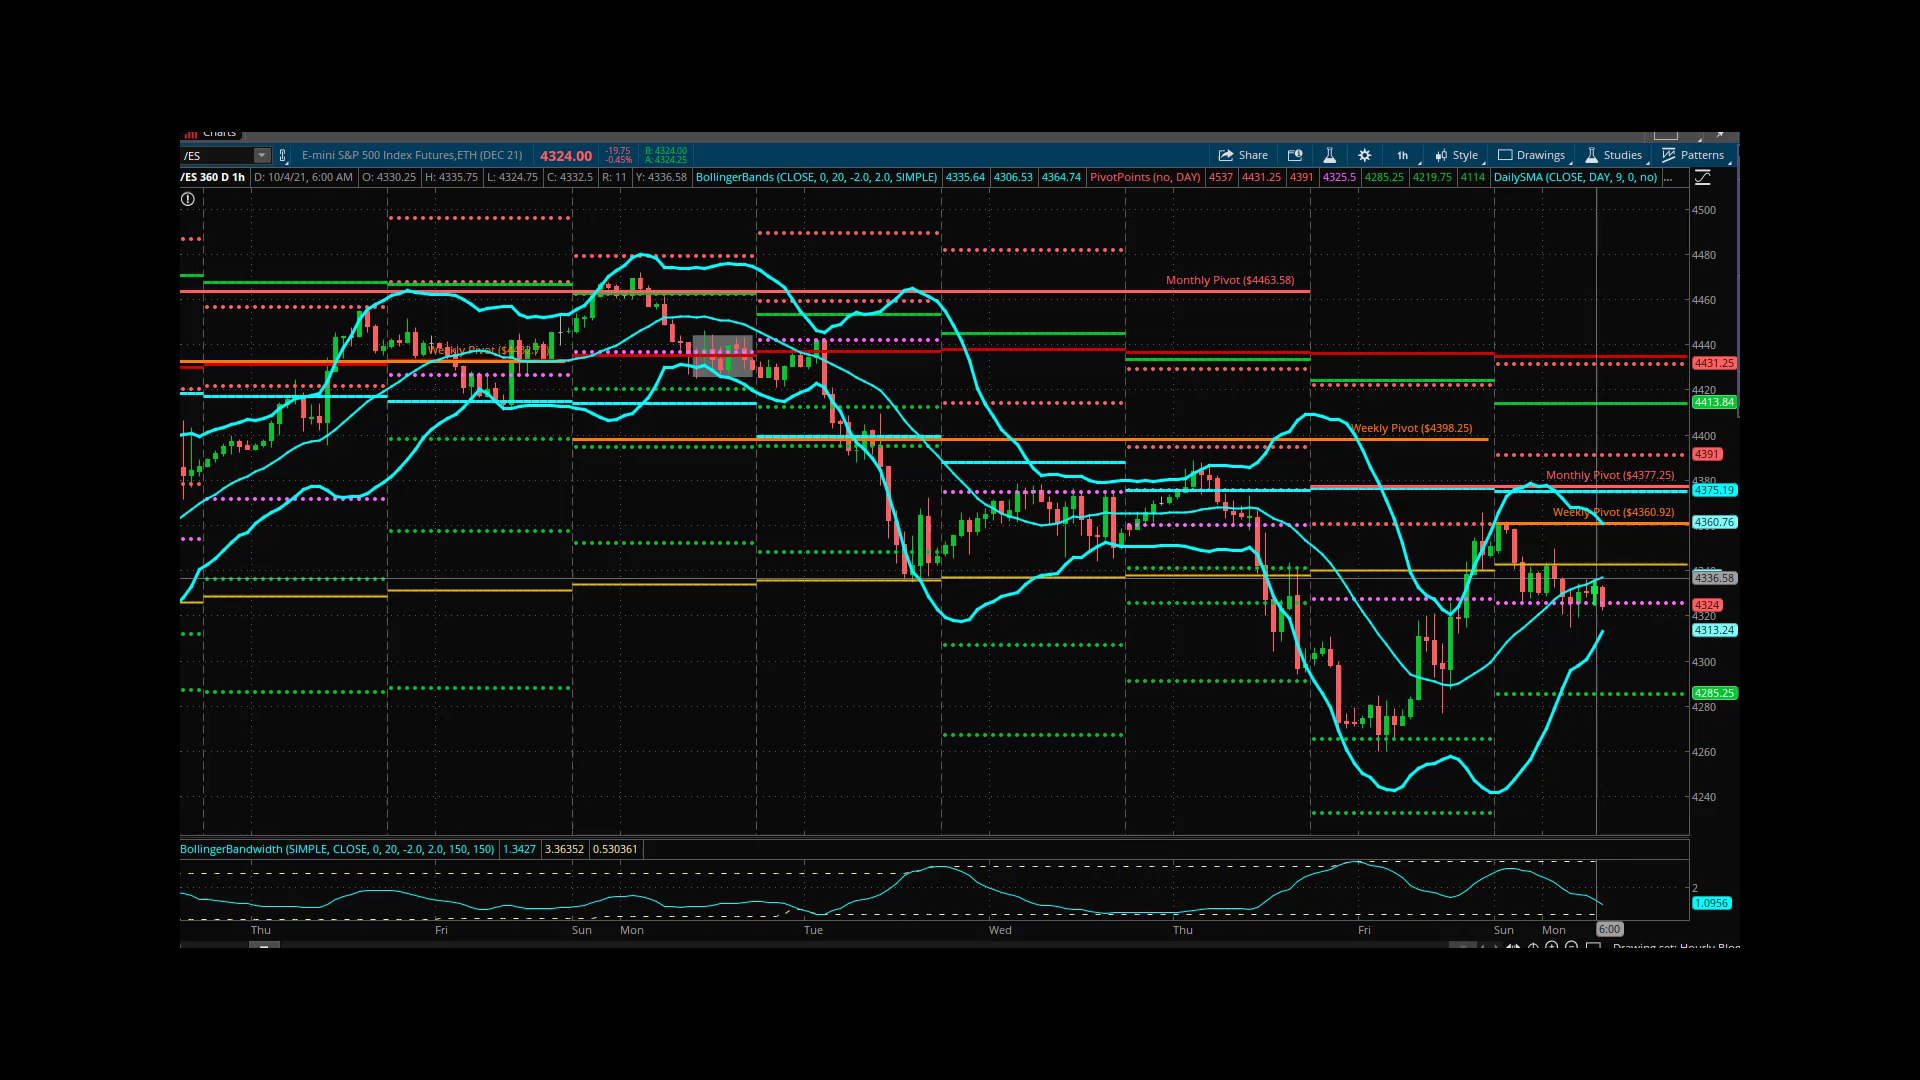 Charts
/ES E-mini S&P 500 Index Futures,ETH (DEC 21) 4324.00 -19.75 -0.45% B: 4324.00 A: 4324.25 Share 1h Style Drawings Studies Patterns
/ES 360 D 1h D: 10/4/21, 6:00 AM O: 4330.25 H: 4335.75 L: 4324.75 C: 4332.5 R: 11 Y: 4336.58 BollingerBands (CLOSE, 0, 20, -2.0, 2.0, SIMPLE) 4335.64 4306.53 4364.74 PivotPoints (no, DAY) 4537 4431.25 4391 4325.5 4285.25 4219.75 4114 DailySMA (CLOSE, DAY, 9, 0, no) ...
4500
4480
Monthly Pivot ($4463.58)
4460
4440
4431.25
4420
4413.84
Weekly Pivot ($4398.25)
4400
4391
Monthly Pivot ($4377.25)
4380
4375.19
Weekly Pivot ($4360.92)
4360.76
4340
4336.58
4324
4320
4313.24
4300
4285.25
4280
4260
4240
BollingerBandwidth (SIMPLE, CLOSE, 0, 20, -2.0, 2.0, 150, 150) 1.3427 3.36352 0.530361
2
1.0956
Thu Fri Sun Mon Tue Wed Thu Fri Sun Mon 6:00
Drawing set: Hourly Blog